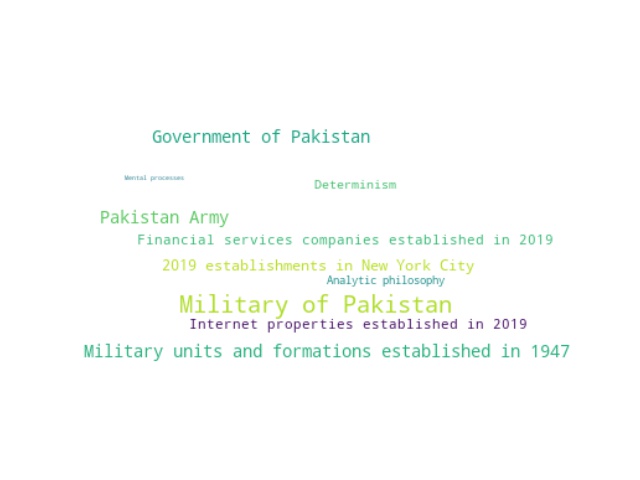 Government of Pakistan
Mental processes
Determinism
Pakistan Army
Financial services companies established in 2019
2019 establishments in New York City
Analytic philosophy
Military of Pakistan
Internet properties established in 2019
Military units and formations established in 1947